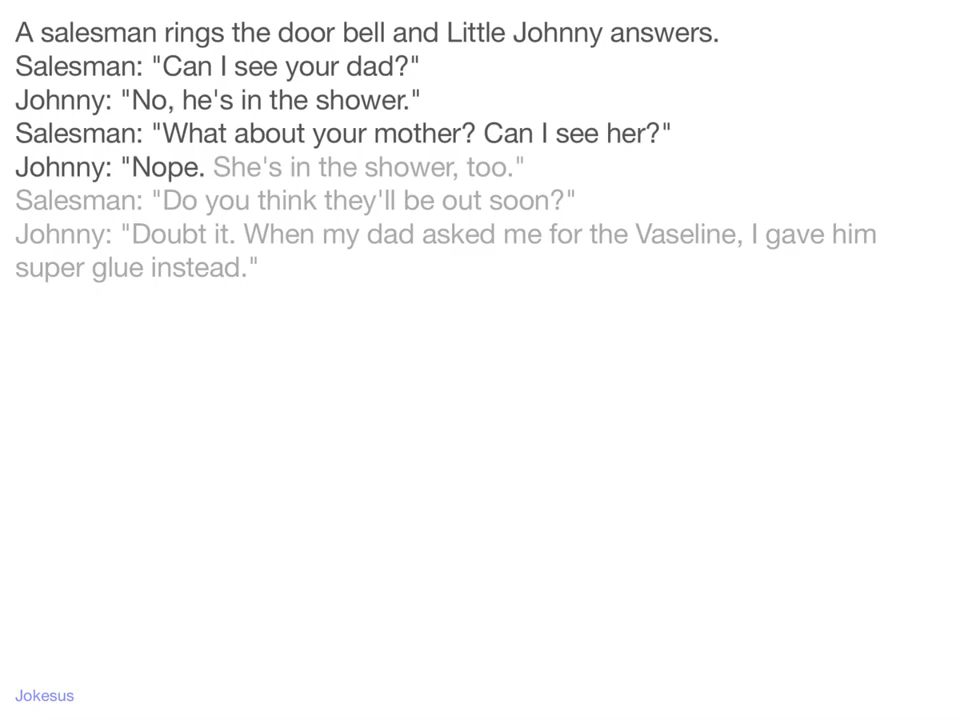 A salesman rings the door bell and Little Johnny answers.
Salesman: "Can I see your dad?"
Johnny: "No, he's in the shower."
Salesman: "What about your mother? Can I see her?"
Johnny: "Nope. She's in the shower, too."
Salesman: "Do you think they'll be out soon?"
Johnny: "Doubt it. When my dad asked me for the Vaseline, I gave him
super glue instead."
Jokesus